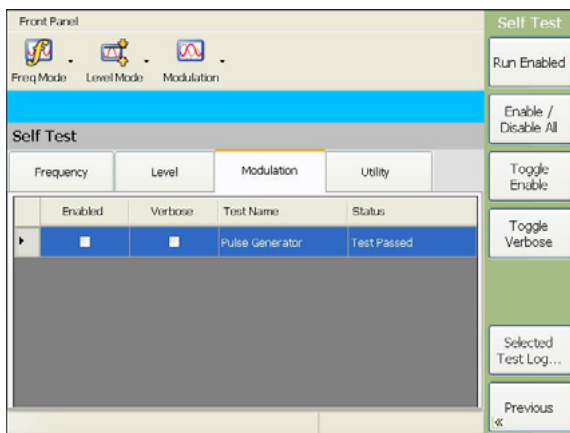 Front Panel
Freq Mode Level Mode Modulation
Self Test
Frequency Level Modulation Utility
Enabled Verbose Test Name Status
Pulse Generator Test Passed
Self Test
Run Enabled
Enable /
Disable All
Toggle
Enable
Toggle
Verbose
Selected
Test Log...
Previous
«